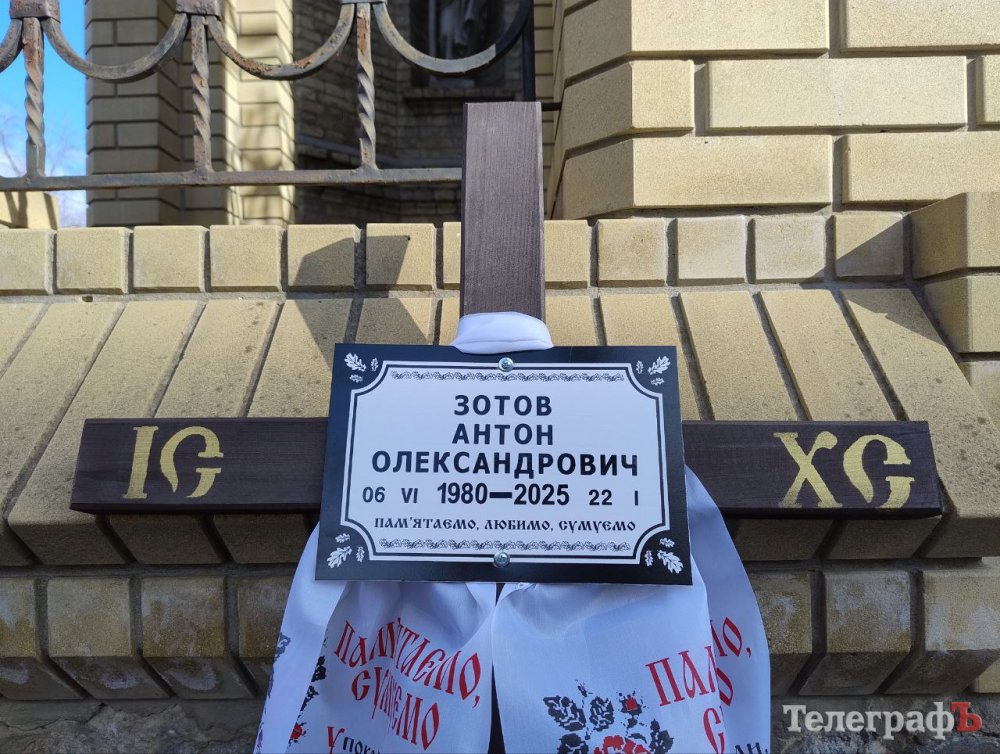 ЗОТОВ
АНТОН
ОЛЕКСАНДРОВИЧ
06 VI 1980—2025 22 I
ПАМ'ЯТАЄМО, ЛЮБИМО, СУМУЄМО
ІС ХС
ПАМ'ЯТАЄМО,
СУМУЄМО
ТелеграфЪ